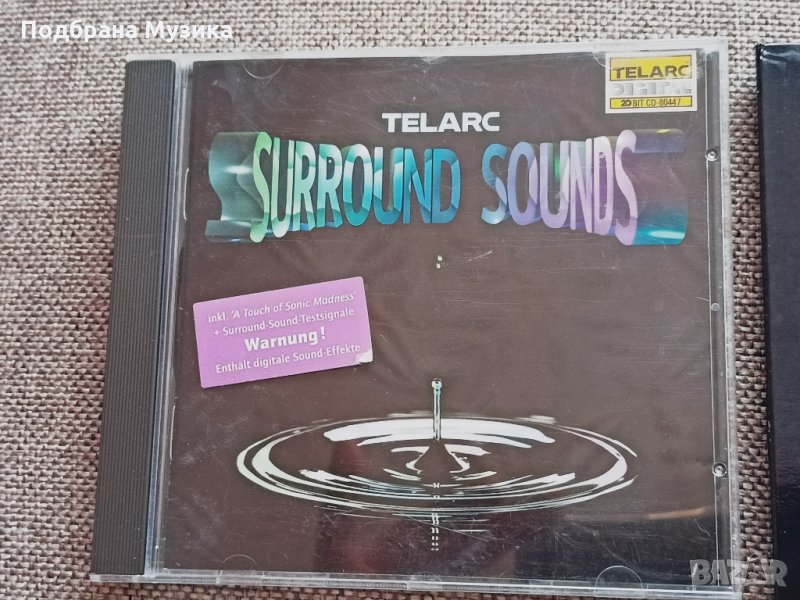 Подбрана Музика
TELARC
DIGITAL
20 BIT CD-80447
TELARC
SURROUND SOUNDS
inkl. 'A Touch of Sonic Madness'
+ Surround-Sound-Testsignale
Warnung!
Enthält digitale Sound-Effekte
BAZAR